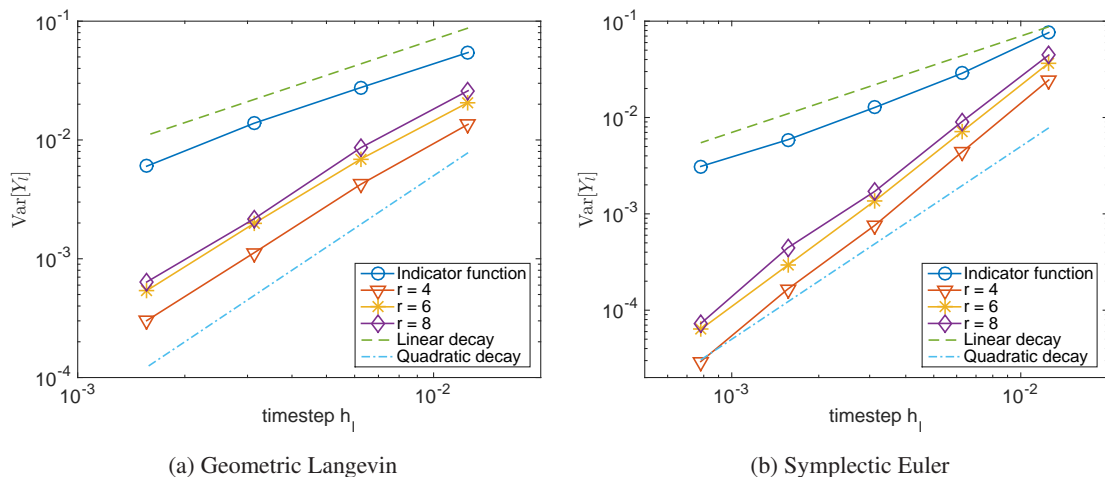 10^-1
10^-2
10^-3
10^-4
Var[Y_l]
10^-3
10^-2
timestep h_l
Indicator function
r = 4
r = 6
r = 8
Linear decay
Quadratic decay
(a) Geometric Langevin
10^-1
10^-2
10^-3
10^-4
Var[Y_l]
10^-3
10^-2
timestep h_l
Indicator function
r = 4
r = 6
r = 8
Linear decay
Quadratic decay
(b) Symplectic Euler